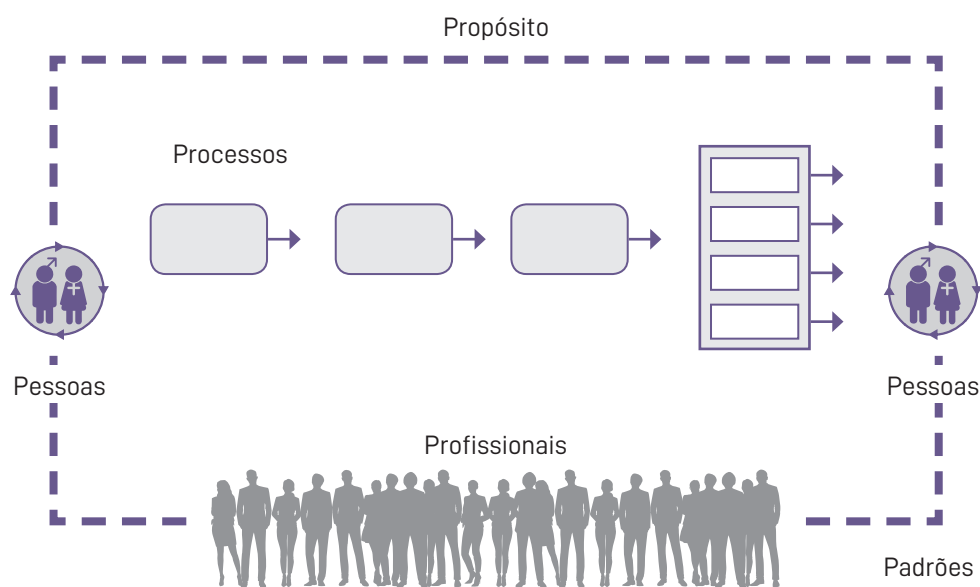 Propósito
Processos
Pessoas
Pessoas
Profissionais
Padrões